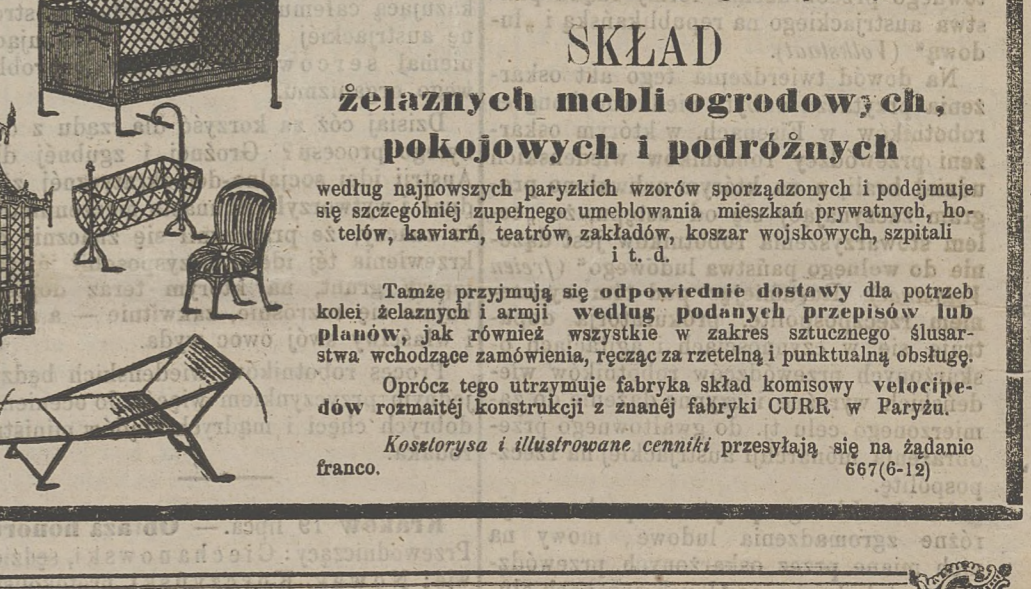 SKŁAD
żelaznych mebli ogrodowych,
pokojowych i podróżnych
według najnowszych paryzkich wzorów sporządzonych i podejmuje
się szczególniéj zupełnego umeblowania mieszkań prywatnych, ho-
telów, kawiarń, teatrów, zakładów, koszar wojskowych, szpitali
i t. d.
Tamże przyjmują się odpowiednie dostawy dla potrzeb
kolei żelaznych i armji według podanych przepisów lub
planów, jak również wszystkie w zakres sztucznego ślusar-
stwa wchodzące zamówienia, ręcząc za rzetelną i punktualną obsługę.
Oprócz tego utrzymuje fabryka skład komisowy velocipe-
dów rozmaitéj konstrukcji z znanéj fabryki CURR w Paryżu.
Kosztorysa i illustrowane cenniki przesyłają się na żądanie
franco. 667(6-12)